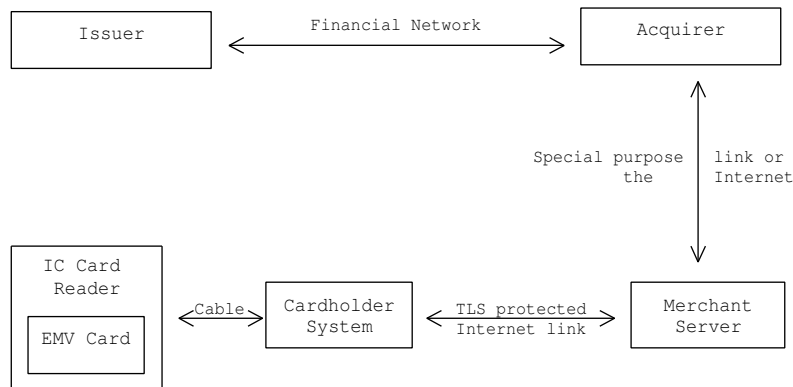 Issuer
Financial Network
Acquirer
Special purpose link or
the Internet
IC Card
Reader
EMV Card
Cable
Cardholder
System
TLS protected
Internet link
Merchant
Server